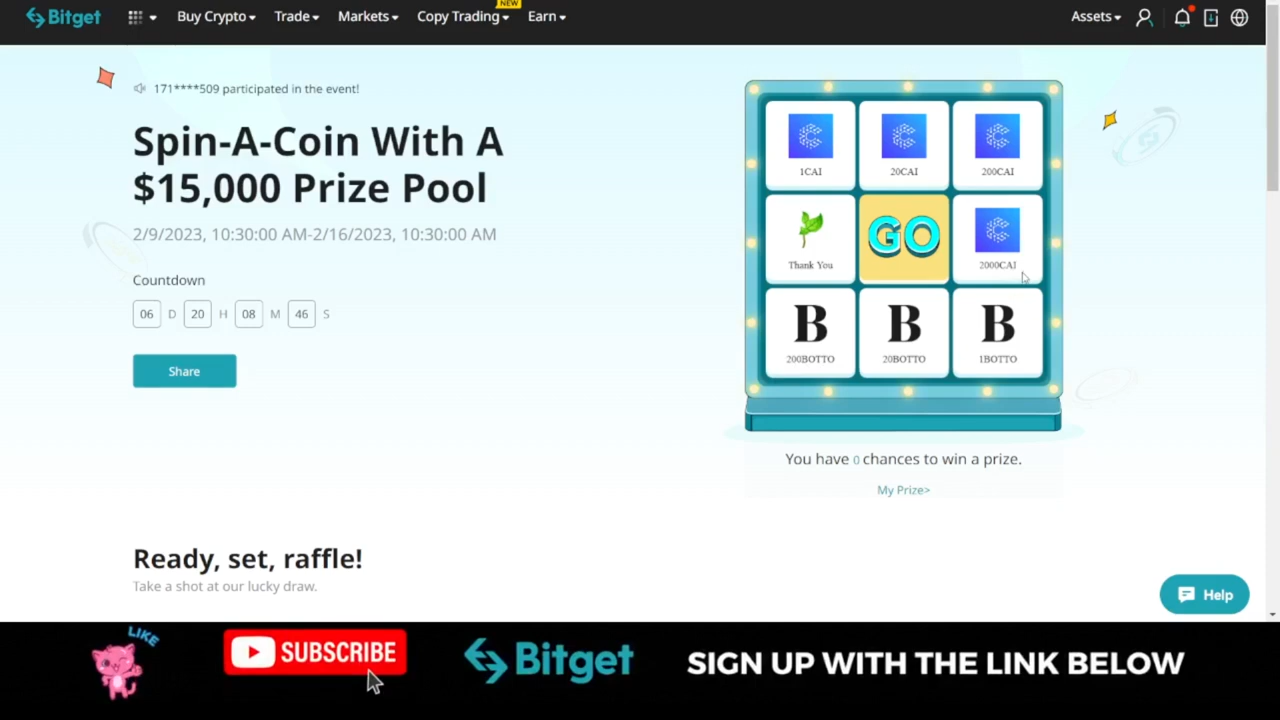 Bitget
Buy Crypto
Trade
Markets
Copy Trading
NEW
Earn
Assets
171****509 participated in the event!
Spin-A-Coin With A
$15,000 Prize Pool
2/9/2023, 10:30:00 AM-2/16/2023, 10:30:00 AM
Countdown
06 D 20 H 08 M 46 S
Share
1CAI
20CAI
200CAI
Thank You
GO
2000CAI
B
200BOTTO
B
20BOTTO
B
1BOTTO
You have 0 chances to win a prize.
My Prize>
Ready, set, raffle!
Take a shot at our lucky draw.
Help
LIKE
SUBSCRIBE
Bitget
SIGN UP WITH THE LINK BELOW